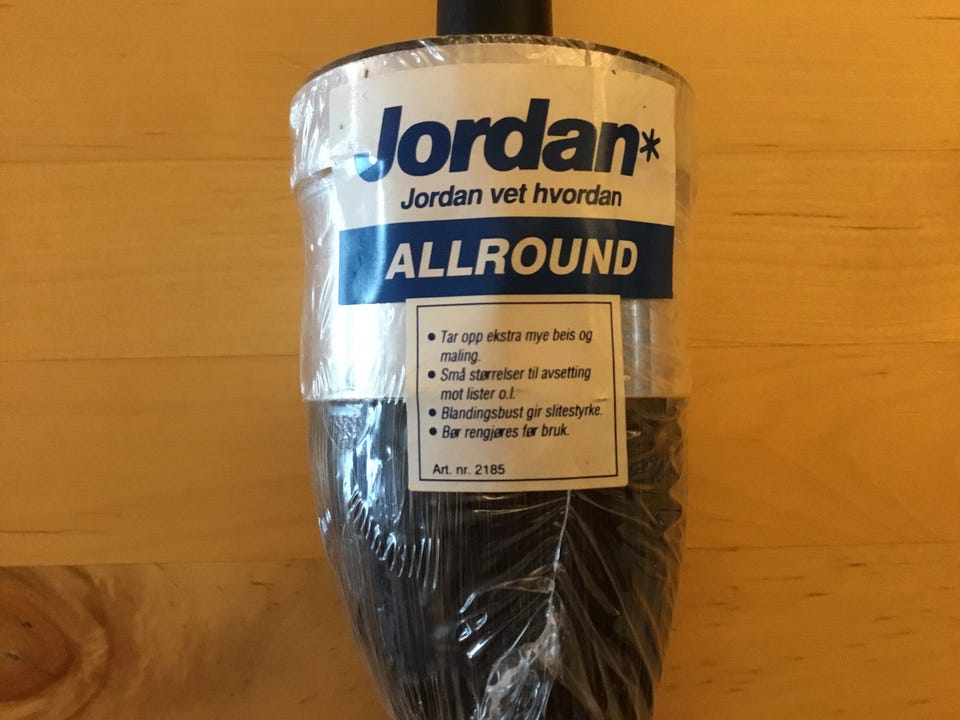 Jordan*
Jordan vet hvordan
ALLROUND
• Tar opp ekstra mye beis og
maling.
• Små størrelser til avsetting
mot lister o.l.
• Blandingsbust gir slitestyrke.
• Bør rengjøres før bruk.
Art. nr. 2185